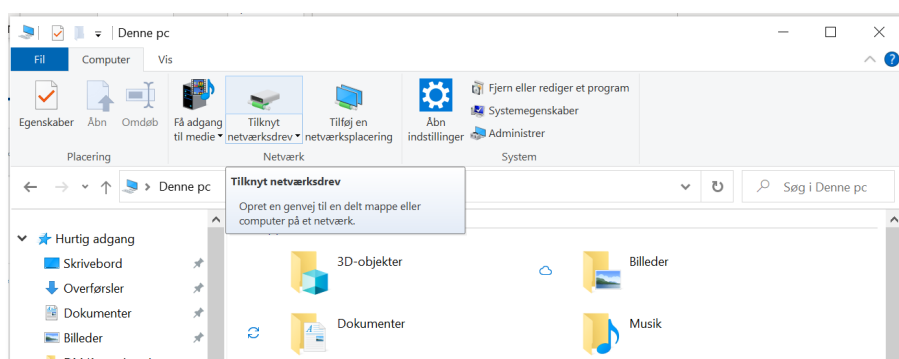 Denne pc
Fil Computer Vis
Egenskaber Åbn Omdøb
Få adgang til medie
Tilknyt netværksdrev
Tilføj en netværksplacering
Åbn indstillinger
Fjern eller rediger et program
Systemegenskaber
Administrer
Placering Netværk System
Denne pc
Søg i Denne pc
Tilknyt netværksdrev
Opret en genvej til en delt mappe eller
computer på et netværk.
Hurtig adgang
Skrivebord
Overførsler
Dokumenter
Billeder
3D-objekter
Billeder
Dokumenter
Musik